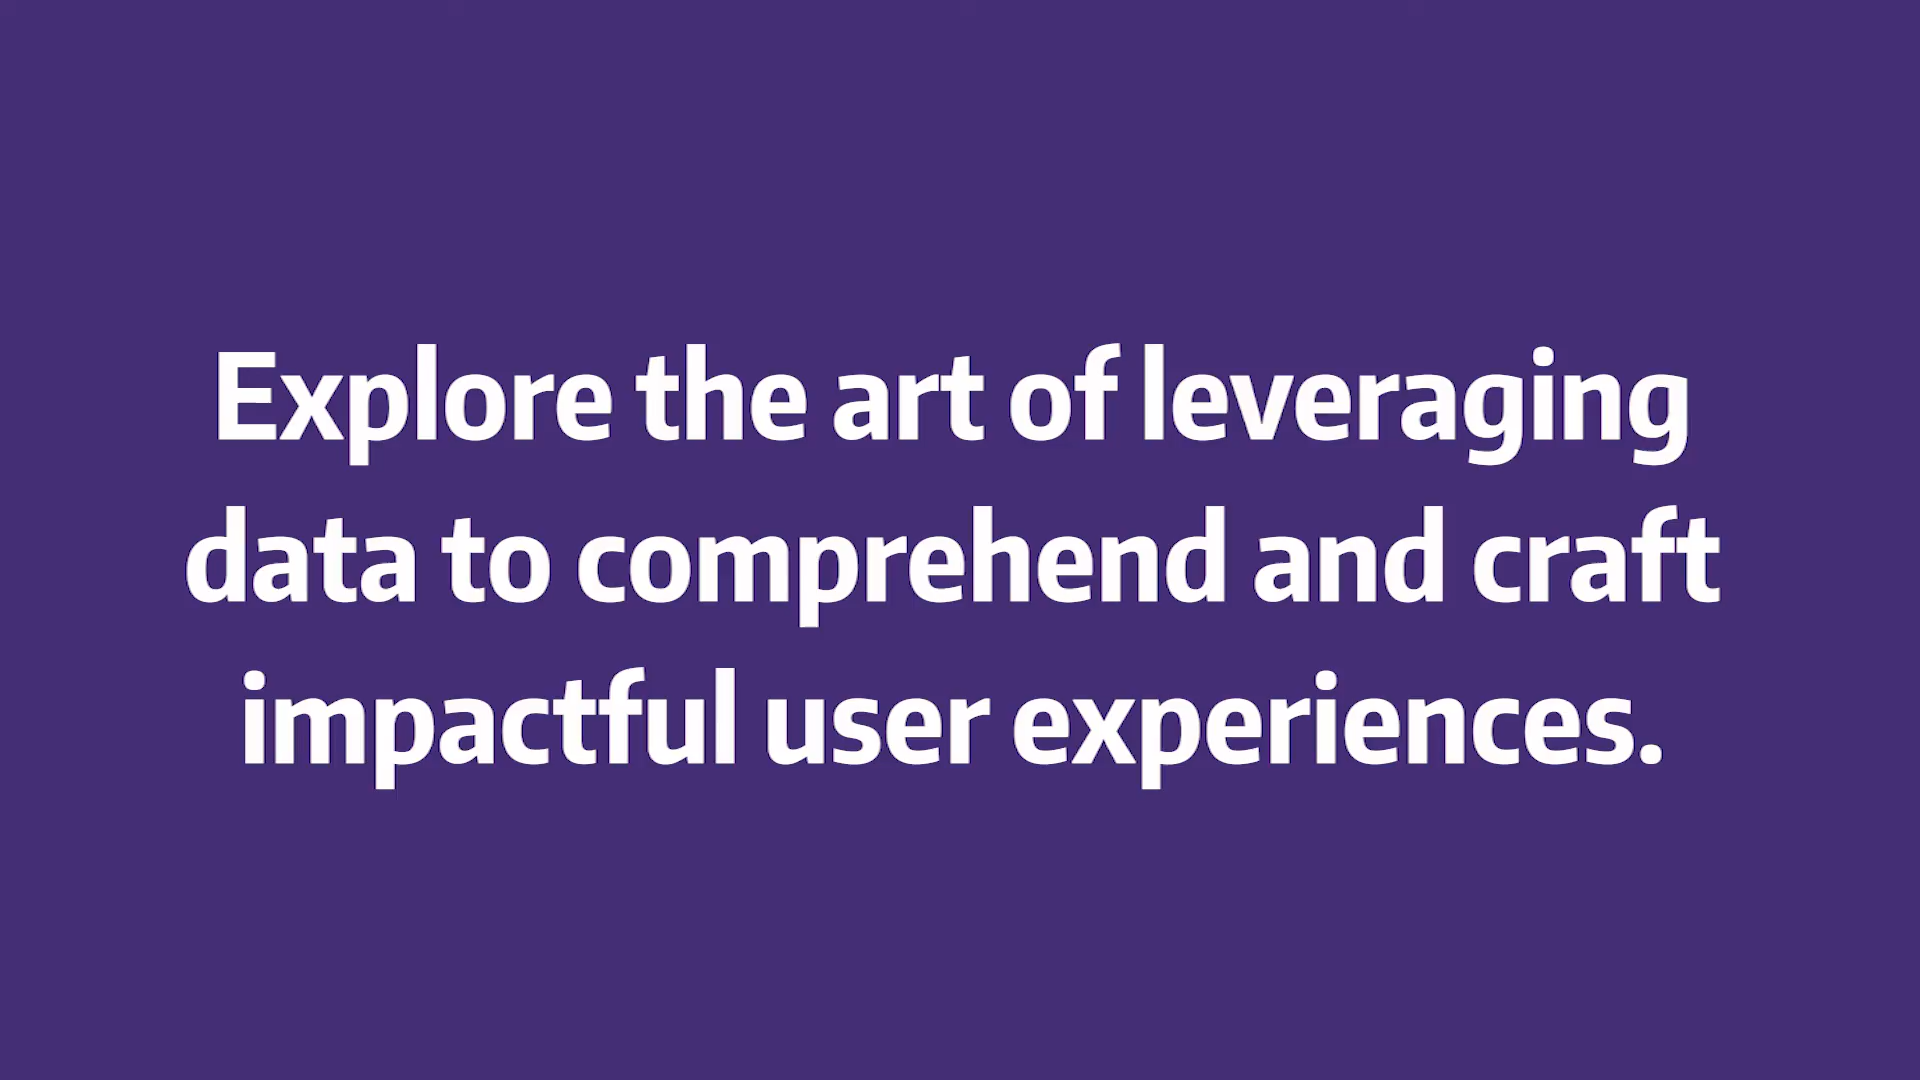 Explore the art of leveraging
data to comprehend and craft
impactful user experiences.